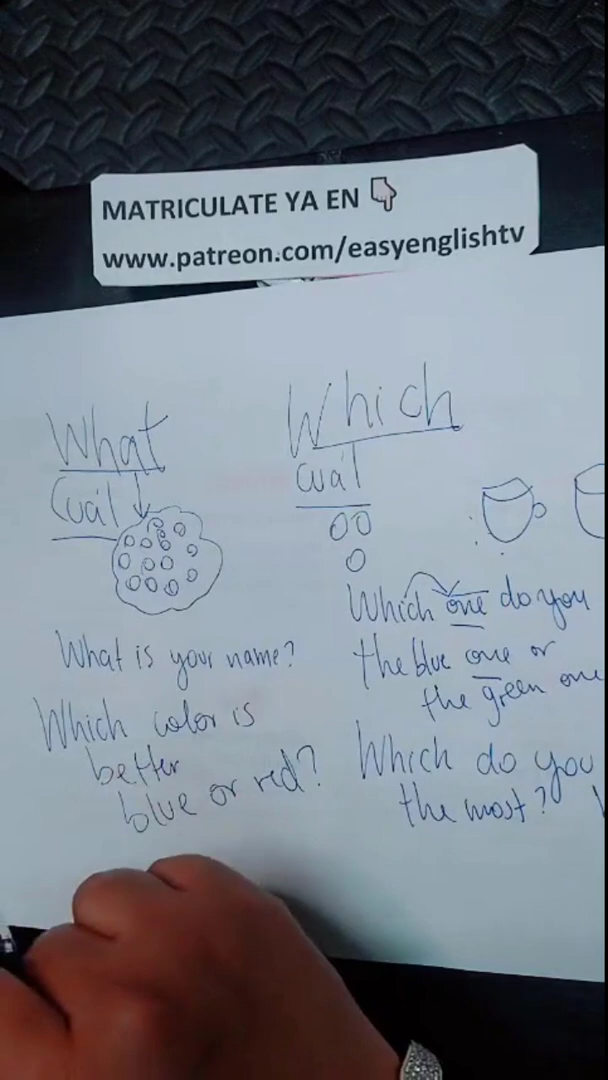 MATRICULATE YA EN
www.patreon.com/easyenglishtv
What
Cuál
What is your name?
Which color is
better
blue or red?
Which
cuál
Which one do you
the blue one or
the green one
Which do you
the most?